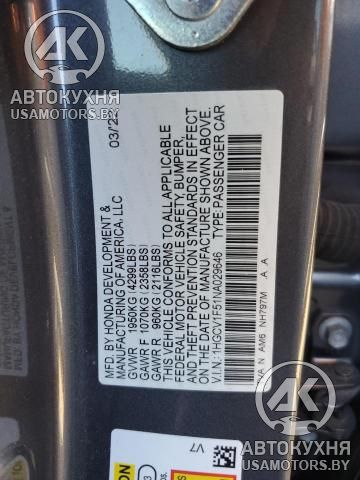 АВТОКУХНЯ
USAMOTORS.BY
MFD. BY HONDA DEVELOPMENT &
MANUFACTURING OF AMERICA, LLC
GVWR 1950KG (4299LBS)
GAWR F 1070KG (2358LBS)
GAWR R 960KG (2116LBS)
THIS VEHICLE CONFORMS TO ALL APPLICABLE
FEDERAL MOTOR VEHICLE SAFETY, BUMPER,
AND THEFT PREVENTION STANDARDS IN EFFECT
ON THE DATE OF MANUFACTURE SHOWN ABOVE.
VIN: 1HGCV1F51NA029646 TYPE: PASSENGER CAR
N AM6 NH797M A A
V7
АВТОКУХНЯ
USAMOTORS.BY